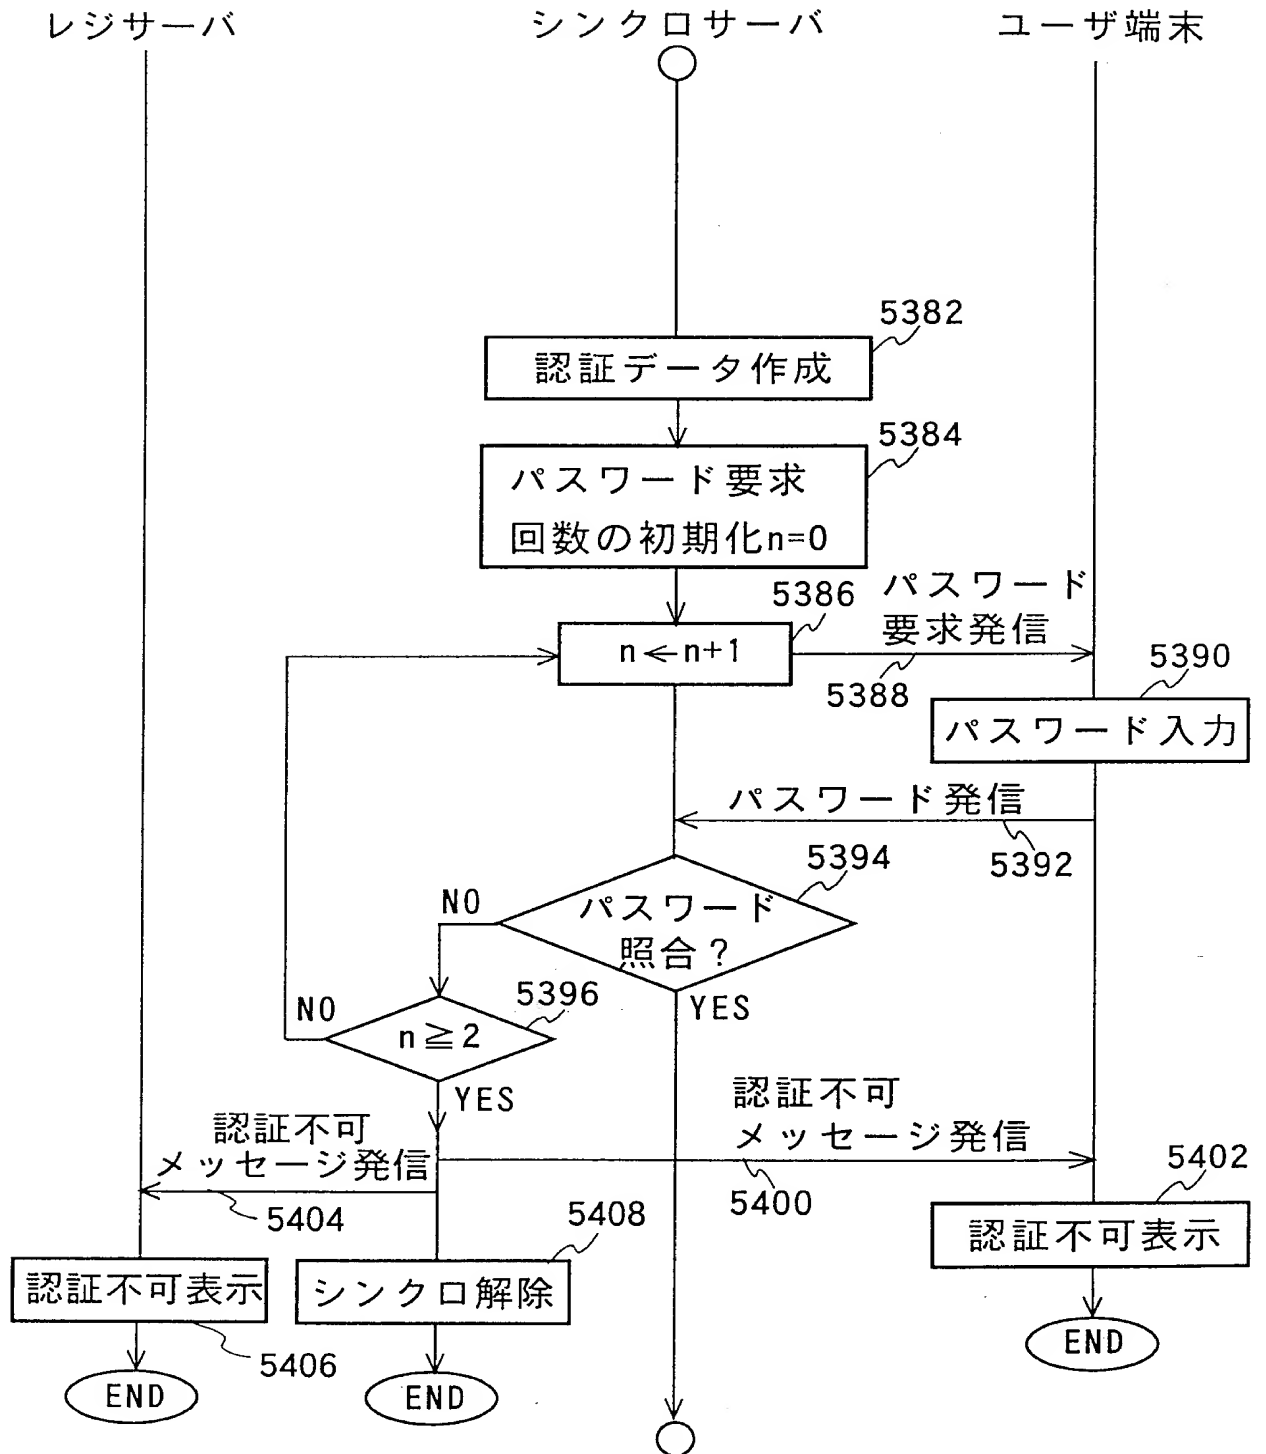 レジサーバ
シンクロサーバ
ユーザ端末
5382
認証データ作成
5384
パスワード要求
回数の初期化n=0
5386
n←n+1
パスワード
要求発信
5388
5390
パスワード入力
パスワード発信
5392
5394
パスワード
照合?
NO
YES
5396
n≧2
NO
YES
認証不可
メッセージ発信
5400
認証不可
メッセージ発信
5404
5402
認証不可表示
5408
シンクロ解除
認証不可表示
5406
END
END
END